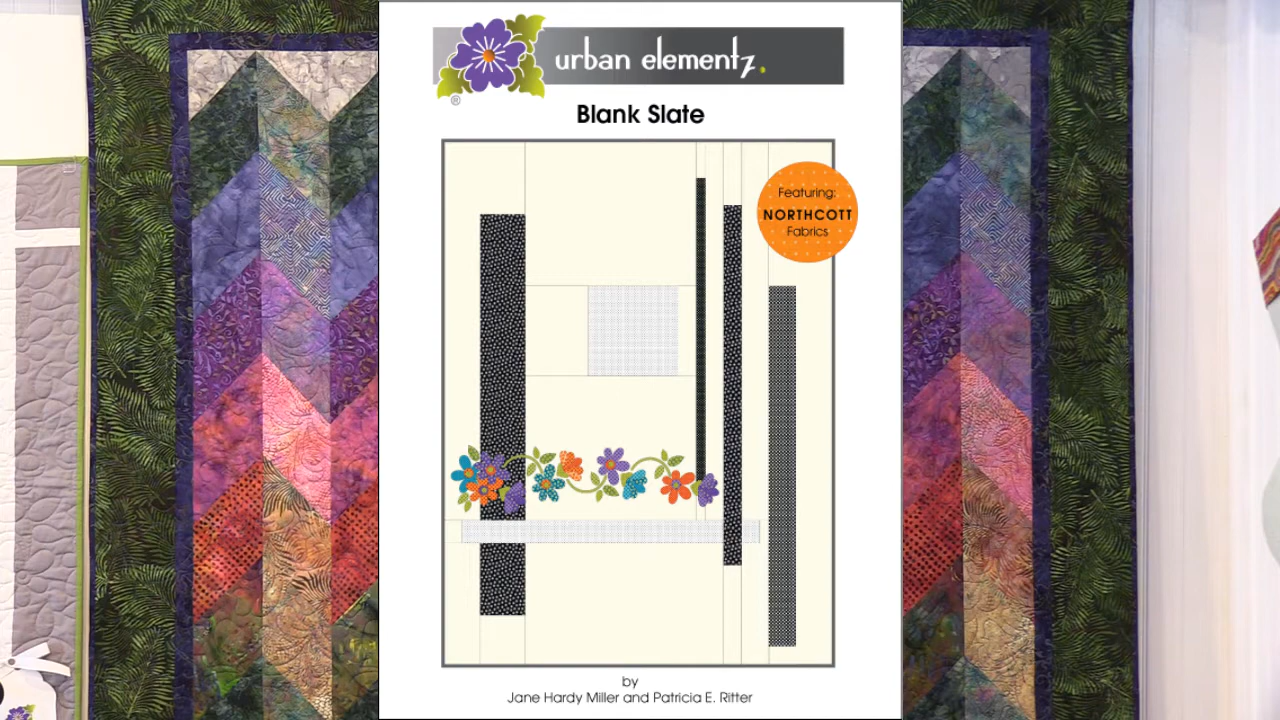 urban elementz.
®
Blank Slate
Featuring:
NORTHCOTT
Fabrics
by
Jane Hardy Miller and Patricia E. Ritter